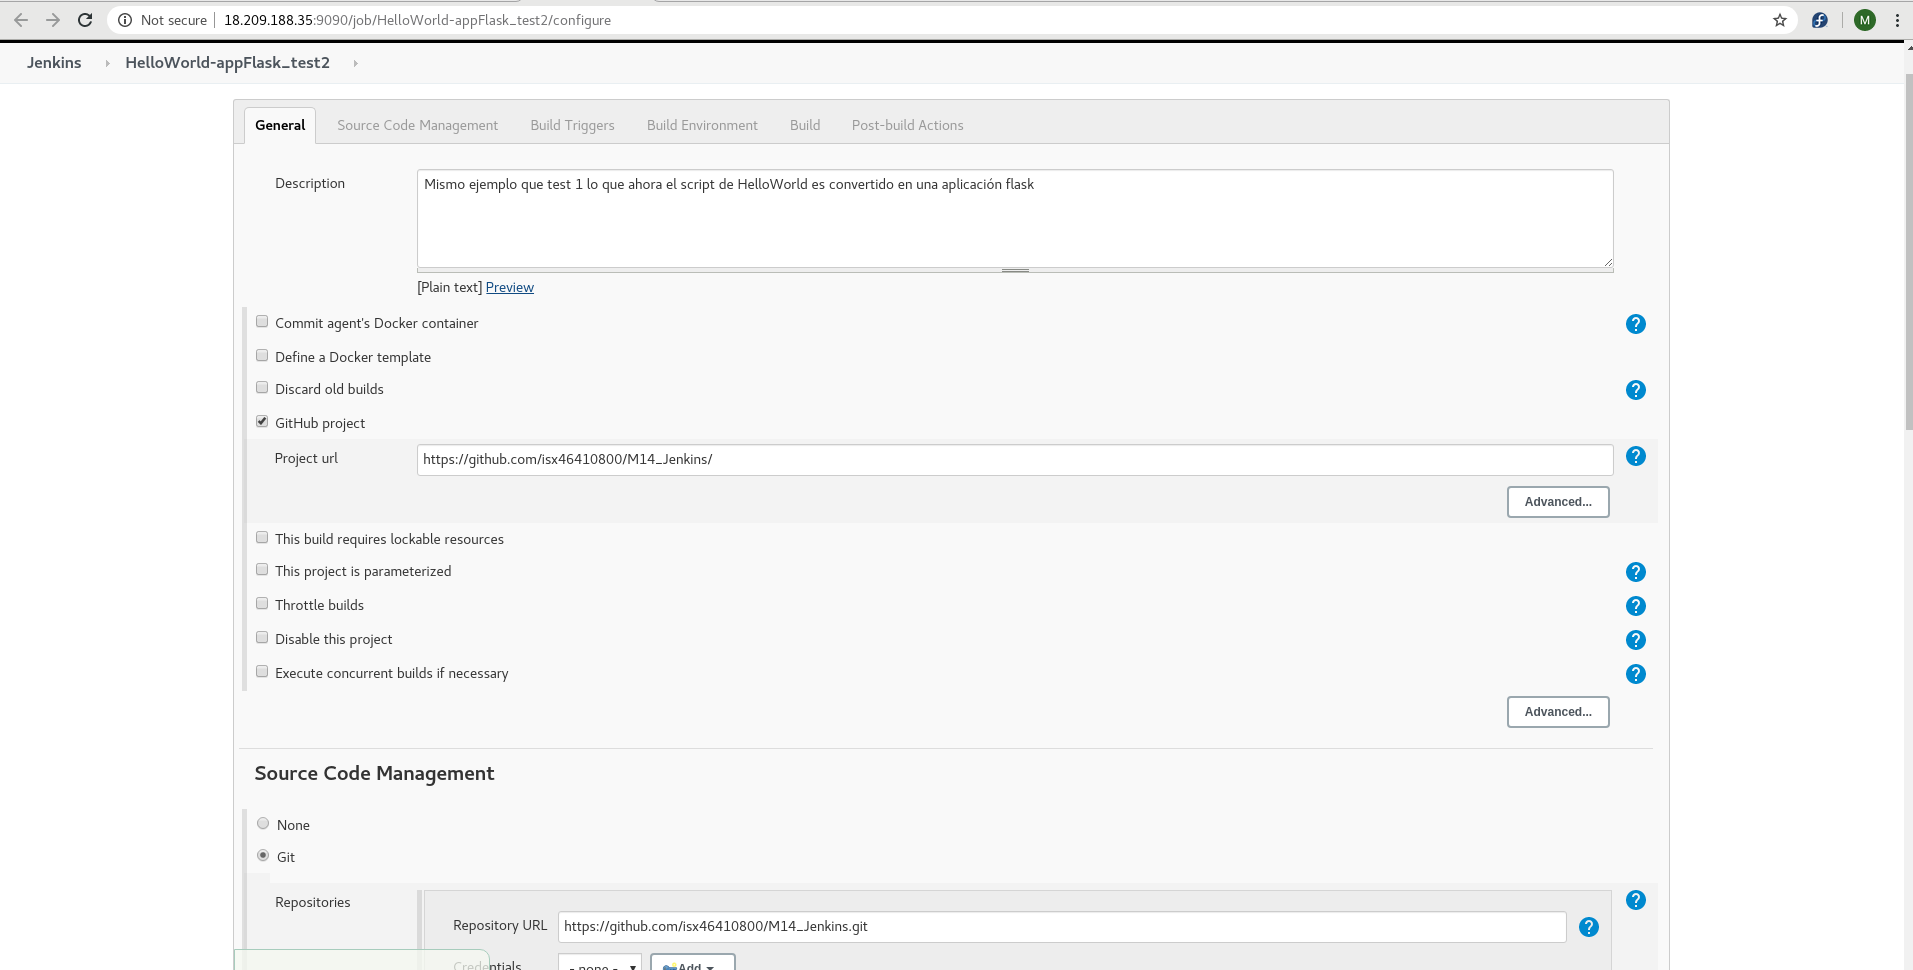 Not secure 18.209.188.35:9090/job/HelloWorld-appFlask_test2/configure M
Jenkins HelloWorld-appFlask_test2
General Source Code Management Build Triggers Build Environment Build Post-build Actions
Description Mismo ejemplo que test 1 lo que ahora el script de HelloWorld es convertido en una aplicación flask
[Plain text] Preview
Commit agent's Docker container ?
Define a Docker template
Discard old builds ?
GitHub project
Project url https://github.com/isx46410800/M14_Jenkins/ ?
Advanced...
This build requires lockable resources
This project is parameterized ?
Throttle builds ?
Disable this project ?
Execute concurrent builds if necessary ?
Advanced...
Source Code Management
None
Git
Repositories ?
Repository URL https://github.com/isx46410800/M14_Jenkins.git ?
Credentials - none - Add